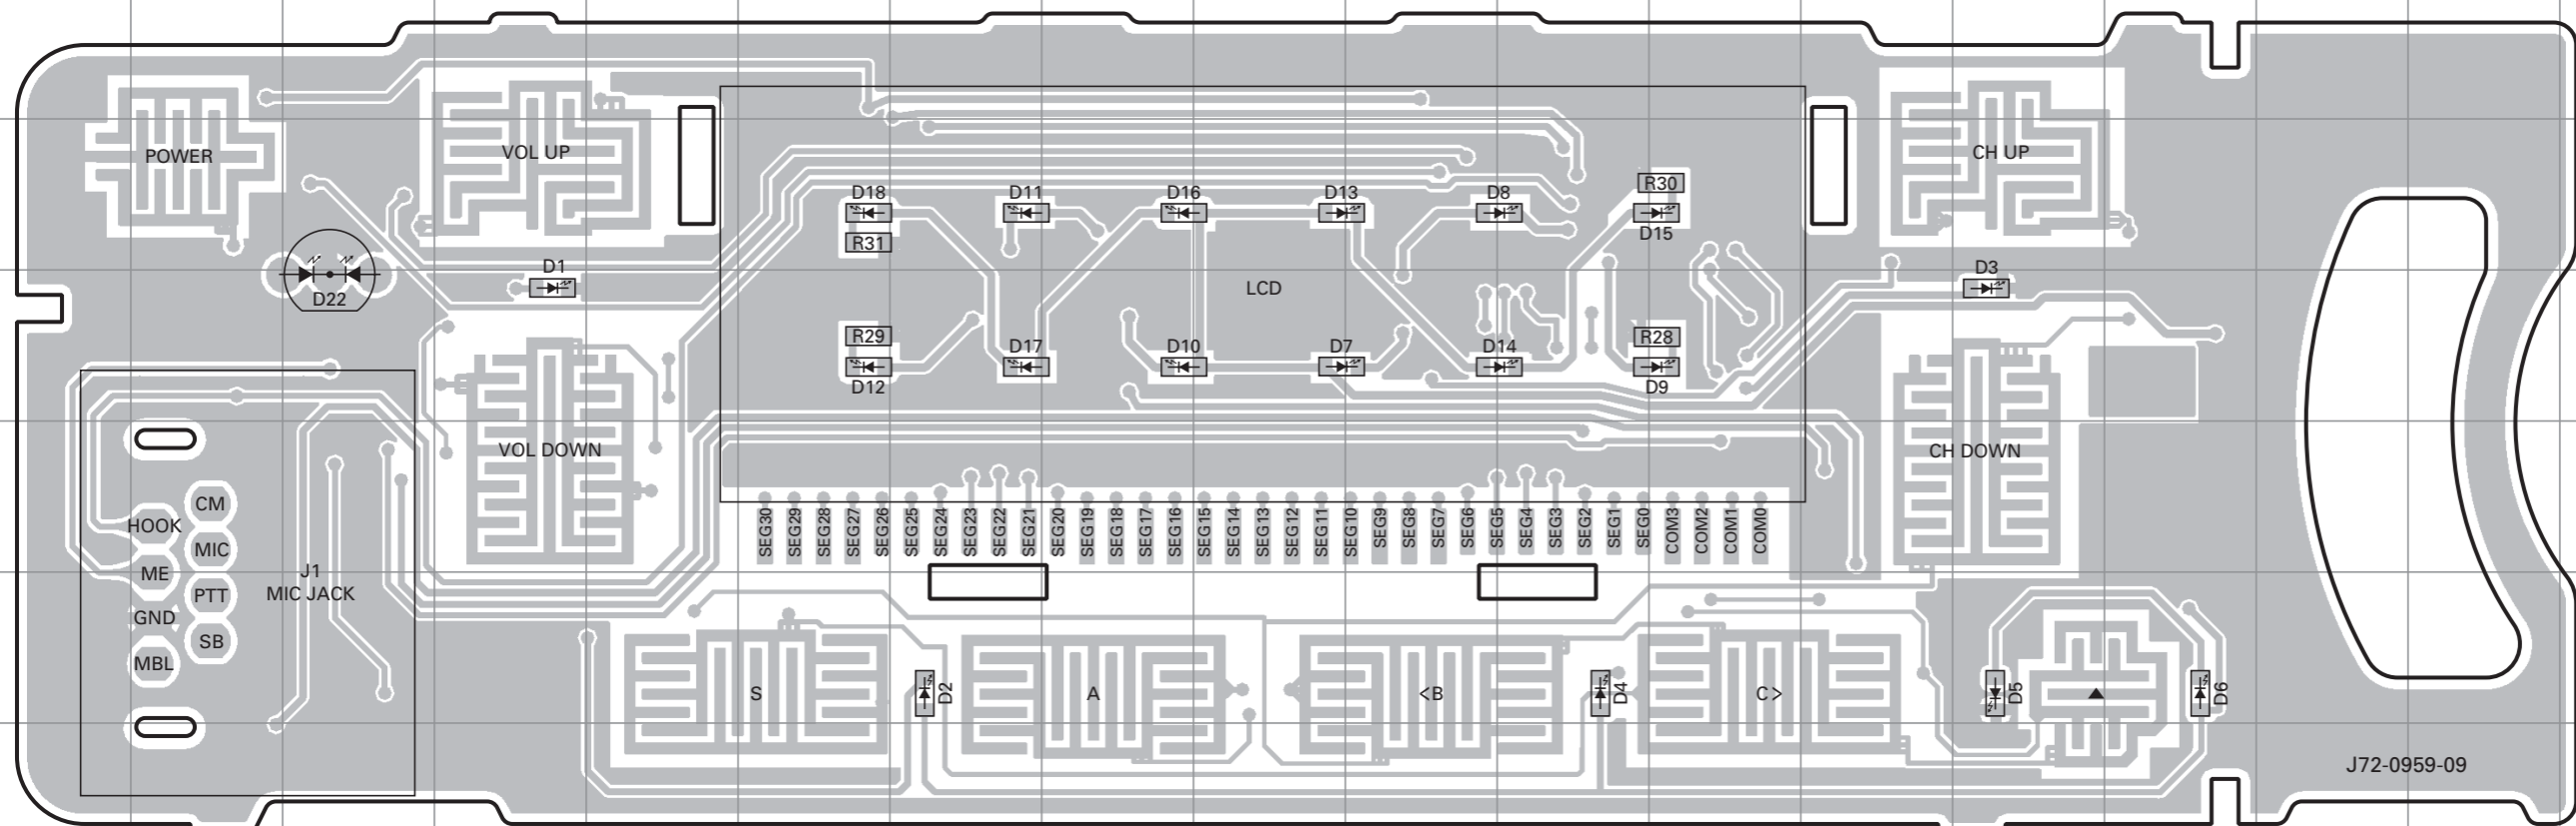 POWER
VOL UP
CH UP
D18
D11
D16
D13
D8
R30
R31
D15
D22
D1
LCD
D3
R29
D17
D10
D7
D14
R28
D12
D9
VOL DOWN
CH DOWN
CM
HOOK
MIC
ME
PTT
GND
SB
MBL
J1
MIC JACK
SEG30
SEG29
SEG28
SEG27
SEG26
SEG25
SEG24
SEG23
SEG22
SEG21
SEG20
SEG19
SEG18
SEG17
SEG16
SEG15
SEG14
SEG13
SEG12
SEG11
SEG10
SEG9
SEG8
SEG7
SEG6
SEG5
SEG4
SEG3
SEG2
SEG1
SEG0
COM3
COM2
COM1
COM0
S
D2
A
<B
D4
C>
D5
▲
D6
J72-0959-09